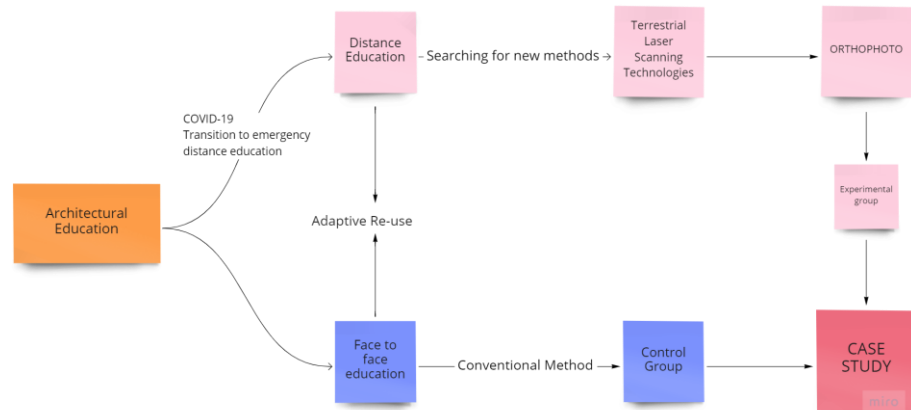 Distance
Education
Searching for new methods
Terrestrial
Laser
Scanning
Technologies
ORTHOPHOTO
COVID-19
Transition to emergency
distance education
Experimental
group
Architectural
Education
Adaptive Re-use
Face to
face
education
Conventional Method
Control
Group
CASE
STUDY
miro